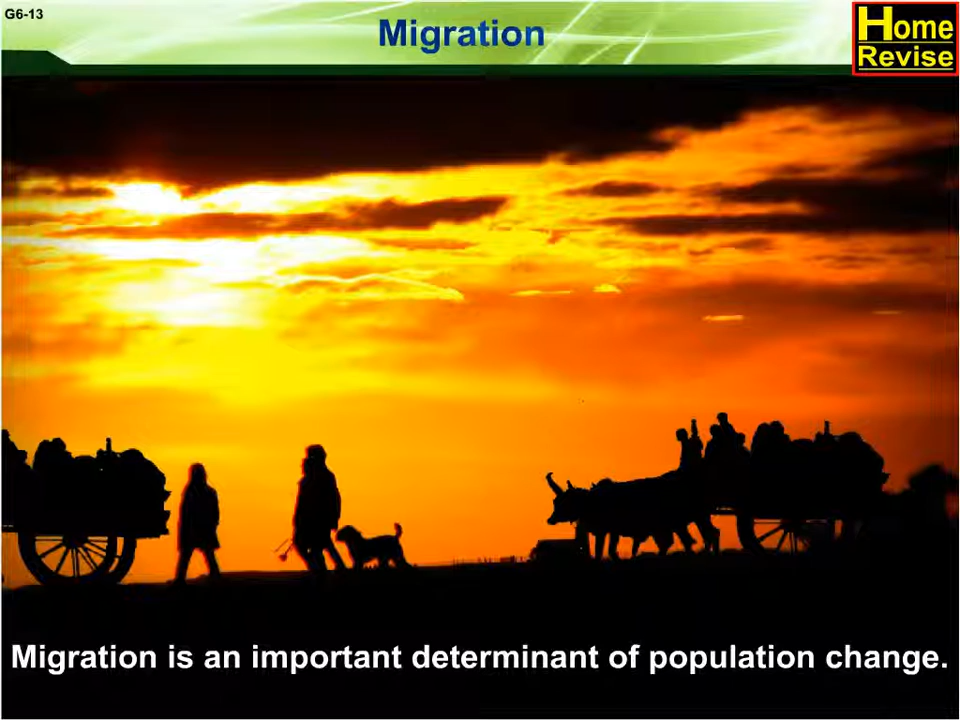 G6-13
Migration
Home
Revise
Migration is an important determinant of population change.